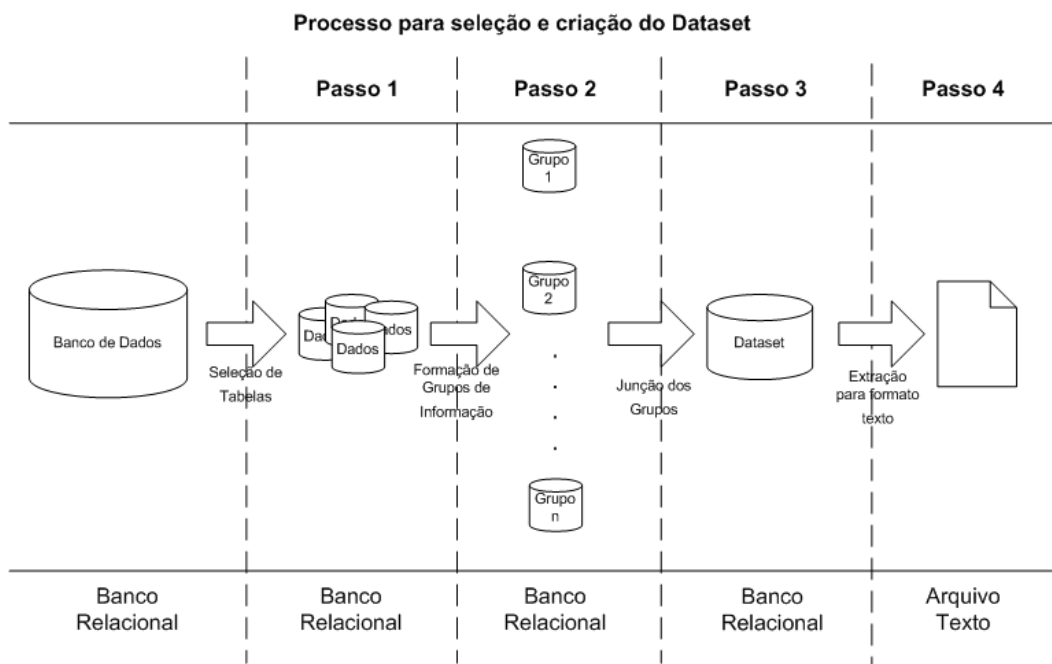 Processo para seleção e criação do Dataset
Passo 1
Passo 2
Passo 3
Passo 4
Banco de Dados
Seleção de
Tabelas
Dados
Formação de
Grupos de
Informação
Grupo
1
Grupo
2
.
.
.
.
Grupo
n
Junção dos
Grupos
Dataset
Extração
para formato
texto
Banco
Relacional
Banco
Relacional
Banco
Relacional
Banco
Relacional
Arquivo
Texto